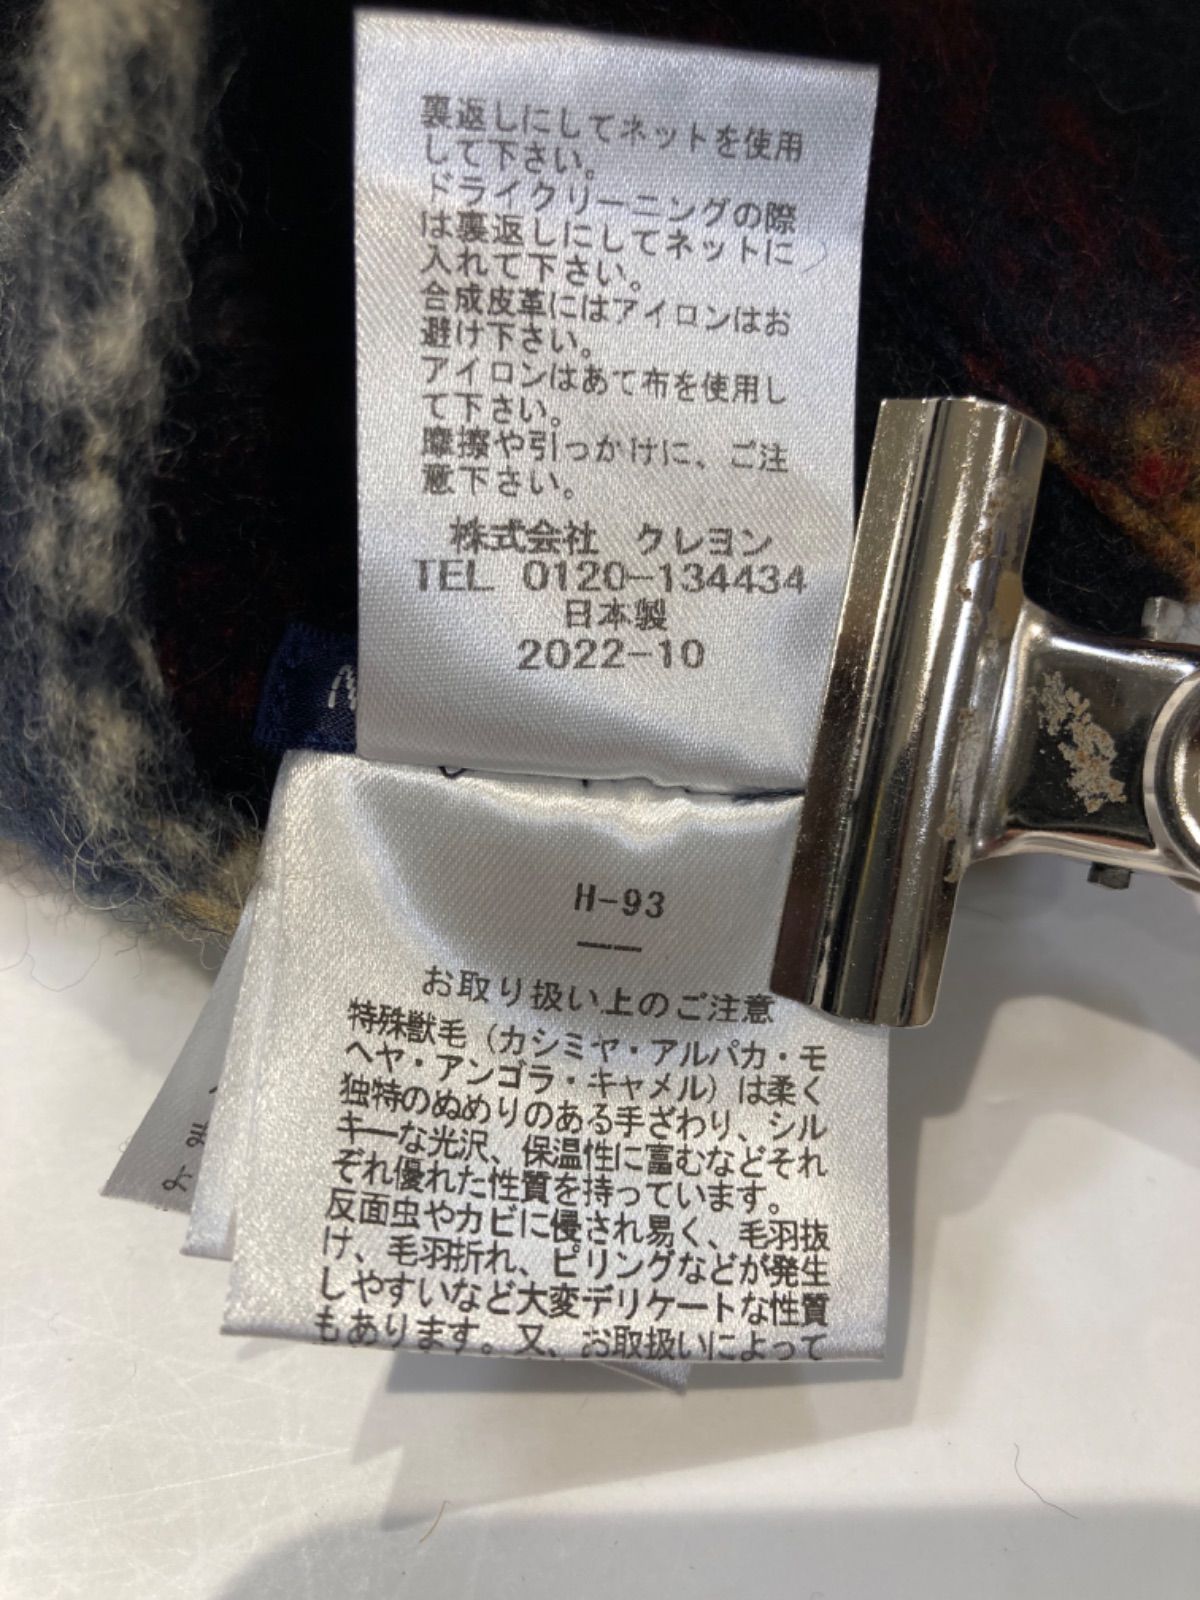 裏返しにしてネットを使用
して下さい。
ドライクリーニングの際
は裏返しにしてネットに
入れて下さい。
合成皮革にはアイロンはお
避け下さい。
アイロンはあて布を使用し
て下さい。
摩擦や引っかけに、ご注
意下さい。
株式会社 クレヨン
TEL 0120-134434
日本製
2022-10
H-93
お取り扱い上のご注意
特殊獣毛(カシミヤ・アルパカ・モ
ヘヤ・アンゴラ・キャメル)は柔く
独特のぬめりのある手ざわり、シル
キーな光沢、保温性に富むなどそれ
ぞれ優れた性質を持っています。
反面虫やカビに侵され易く、毛羽抜
け、毛羽折れ、ピリングなどが発生
しやすいなど大変デリケートな性質
もあります。又、お取扱いによって